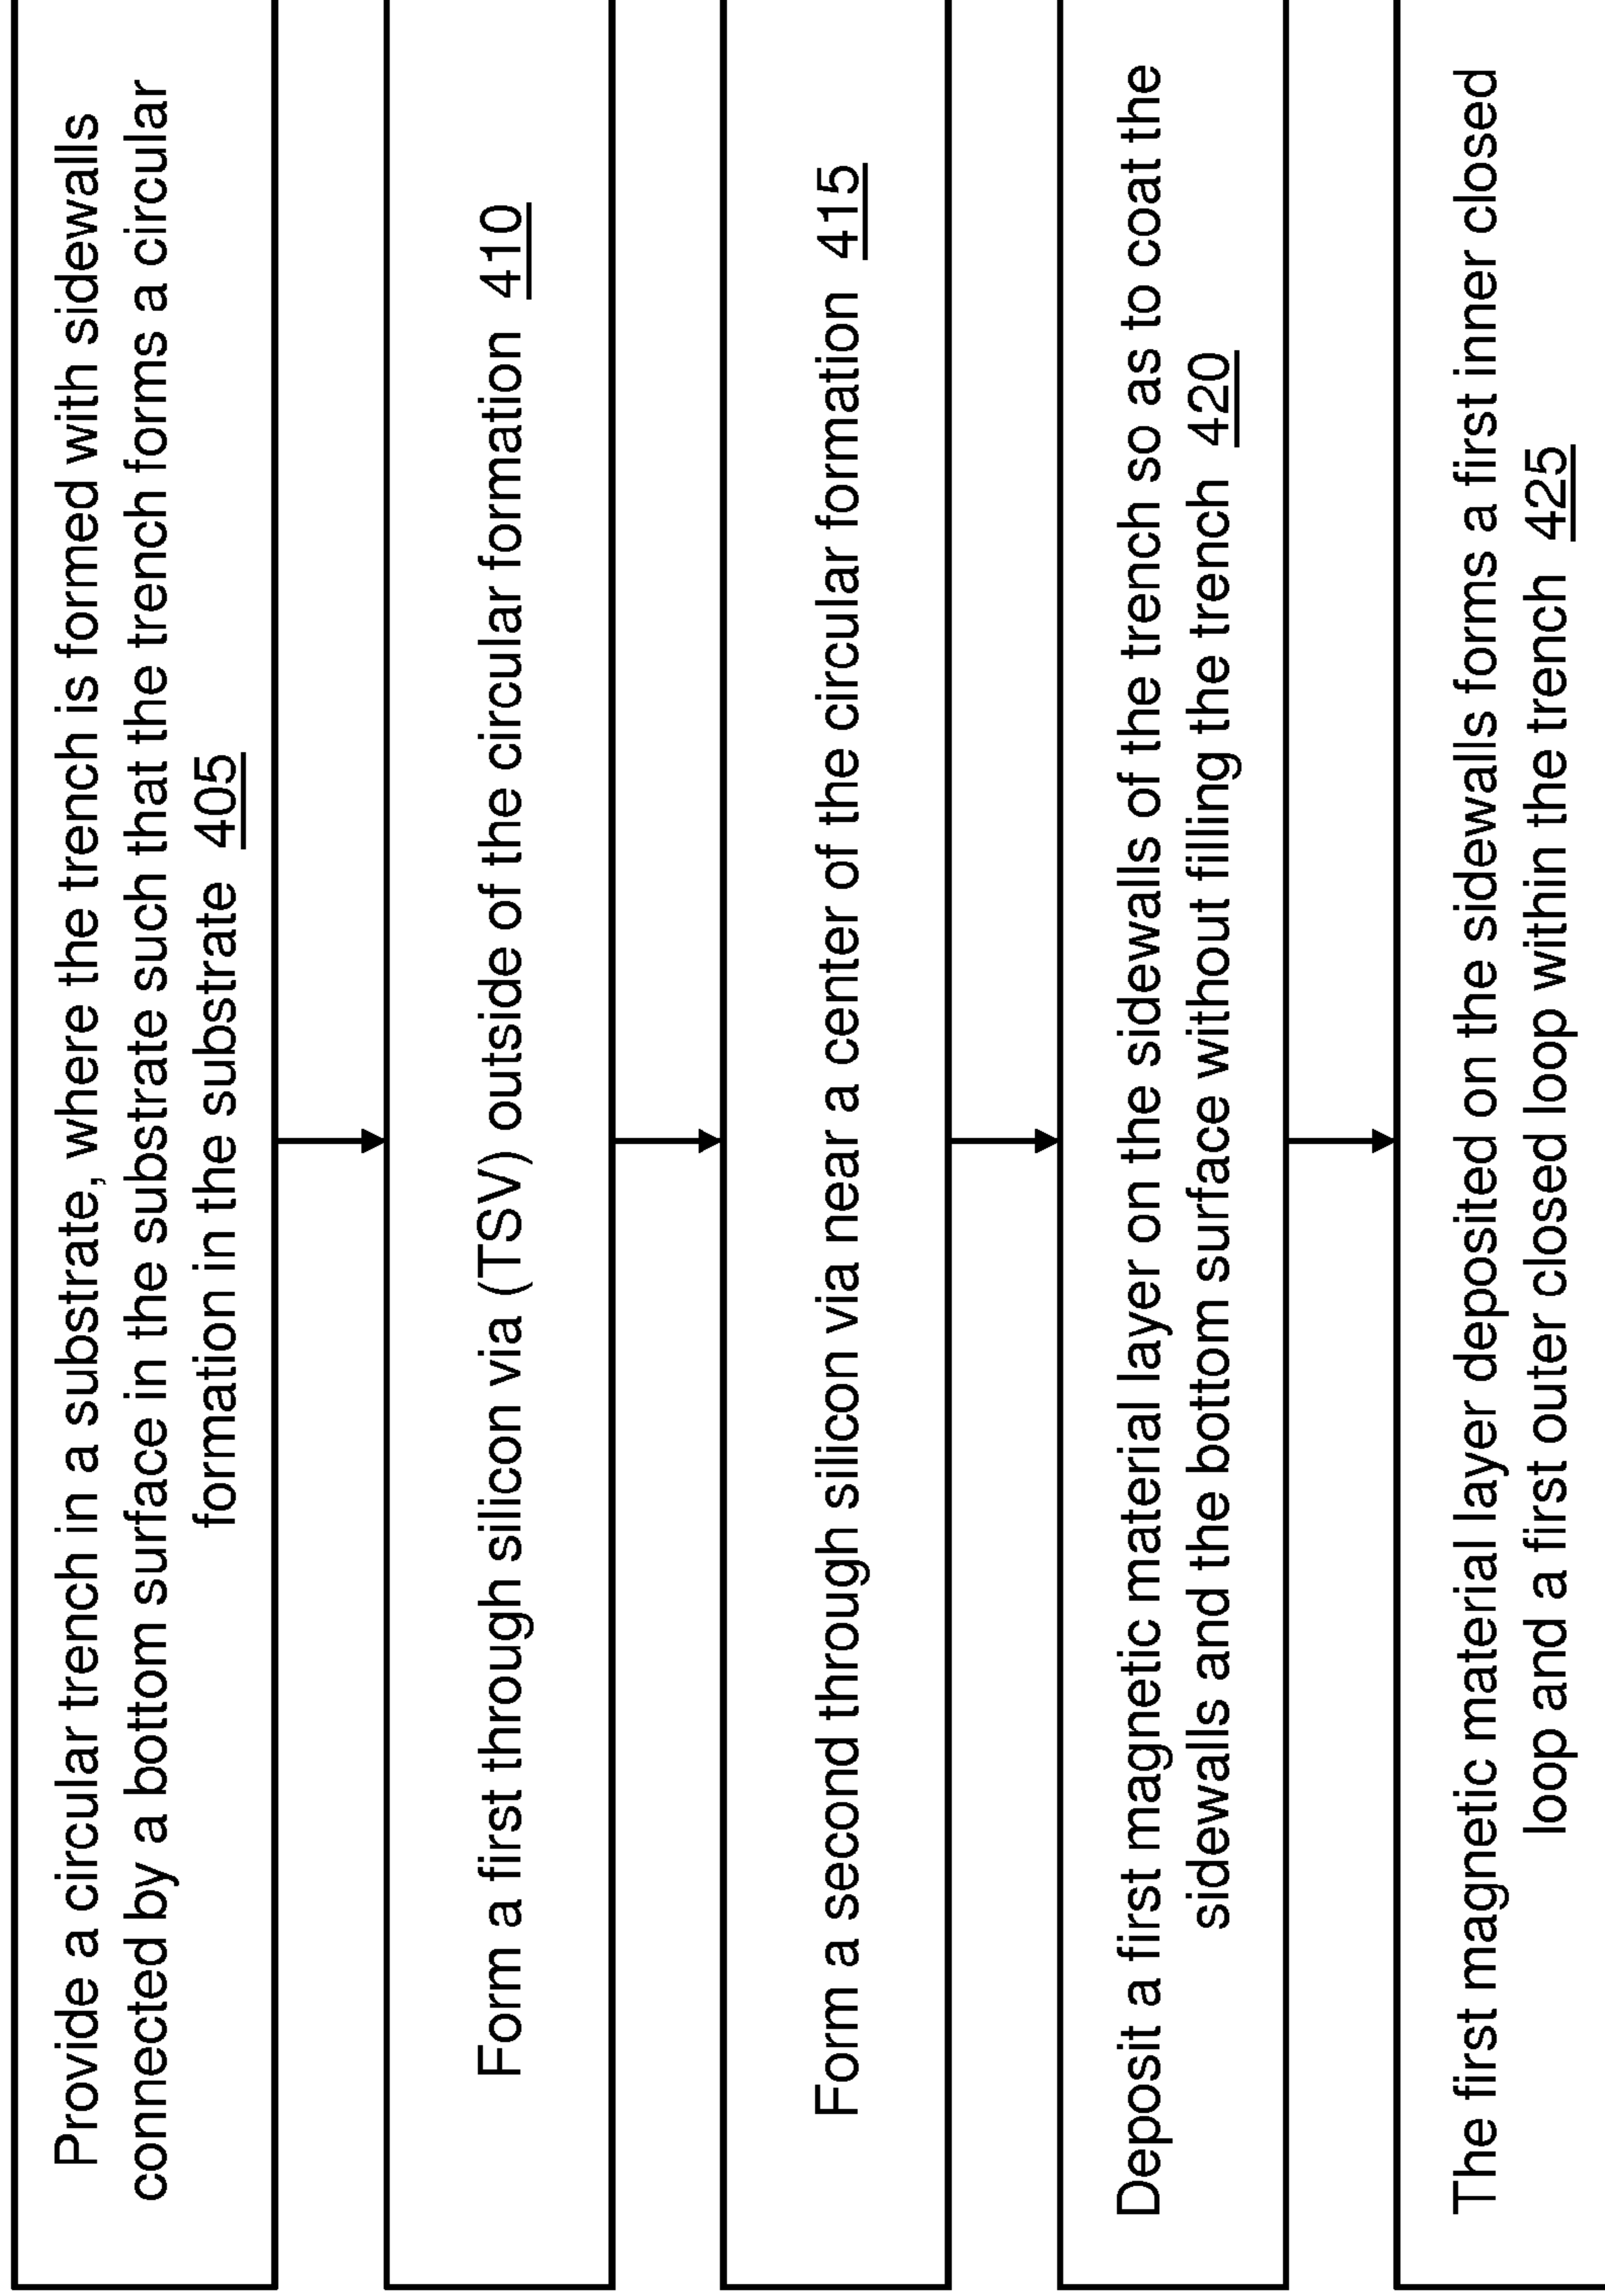 Provide a circular trench in a substrate, where the trench is formed with sidewalls
connected by a bottom surface in the substrate such that the trench forms a circular
formation in the substrate 405
Form a first through silicon via (TSV) outside of the circular formation 410
Form a second through silicon via near a center of the circular formation 415
Deposit a first magnetic material layer on the sidewalls of the trench so as to coat the
sidewalls and the bottom surface without filling the trench 420
The first magnetic material layer deposited on the sidewalls forms a first inner closed
loop and a first outer closed loop within the trench 425